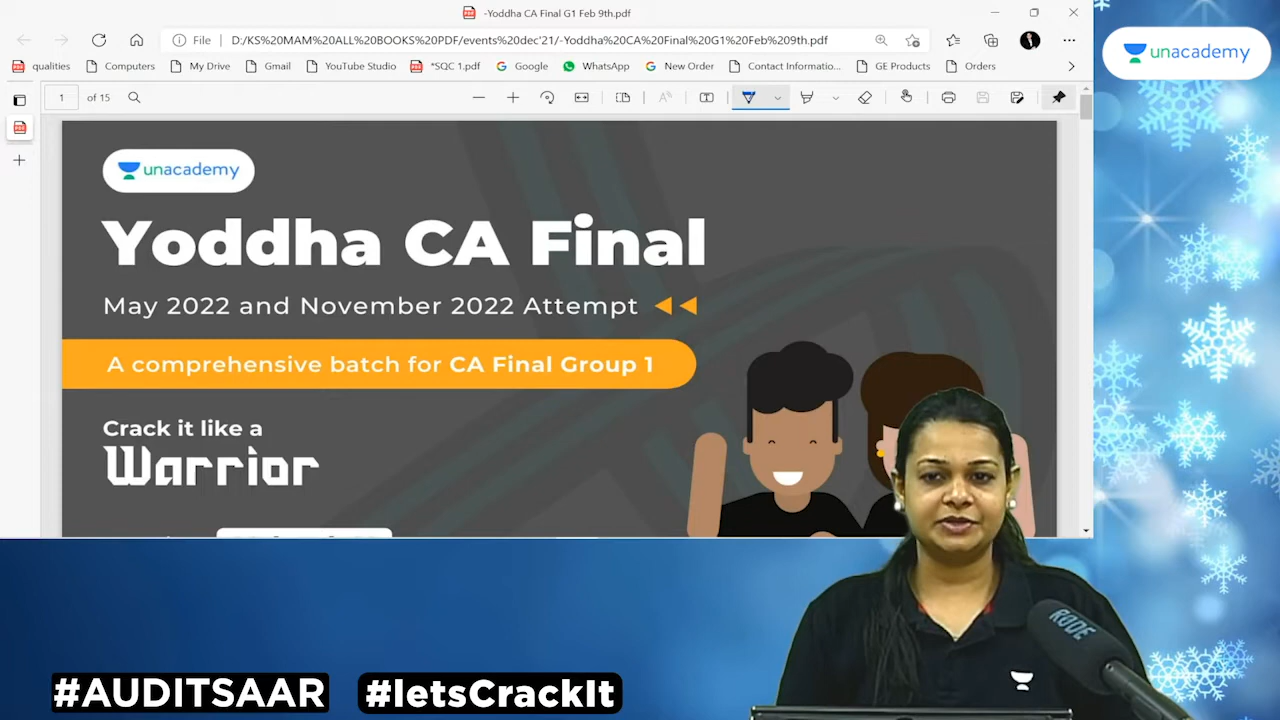 -Yoddha CA Final G1 Feb 9th.pdf
File
D:/KS%20MAM%20ALL%20BOOKS%20PDF/events%20dec'21/-Yoddha%20CA%20Final%20G1%20Feb%209th.pdf
qualities
Computers
My Drive
Gmail
YouTube Studio
*SQC 1.pdf
Google
WhatsApp
New Order
Contact Informatio...
GE Products
Orders
1 of 15
unacademy
unacademy
Yoddha CA Final
May 2022 and November 2022 Attempt
A comprehensive batch for CA Final Group 1
Crack it like a
Warrior
RODE
#AUDITSAAR
#letsCrackIt